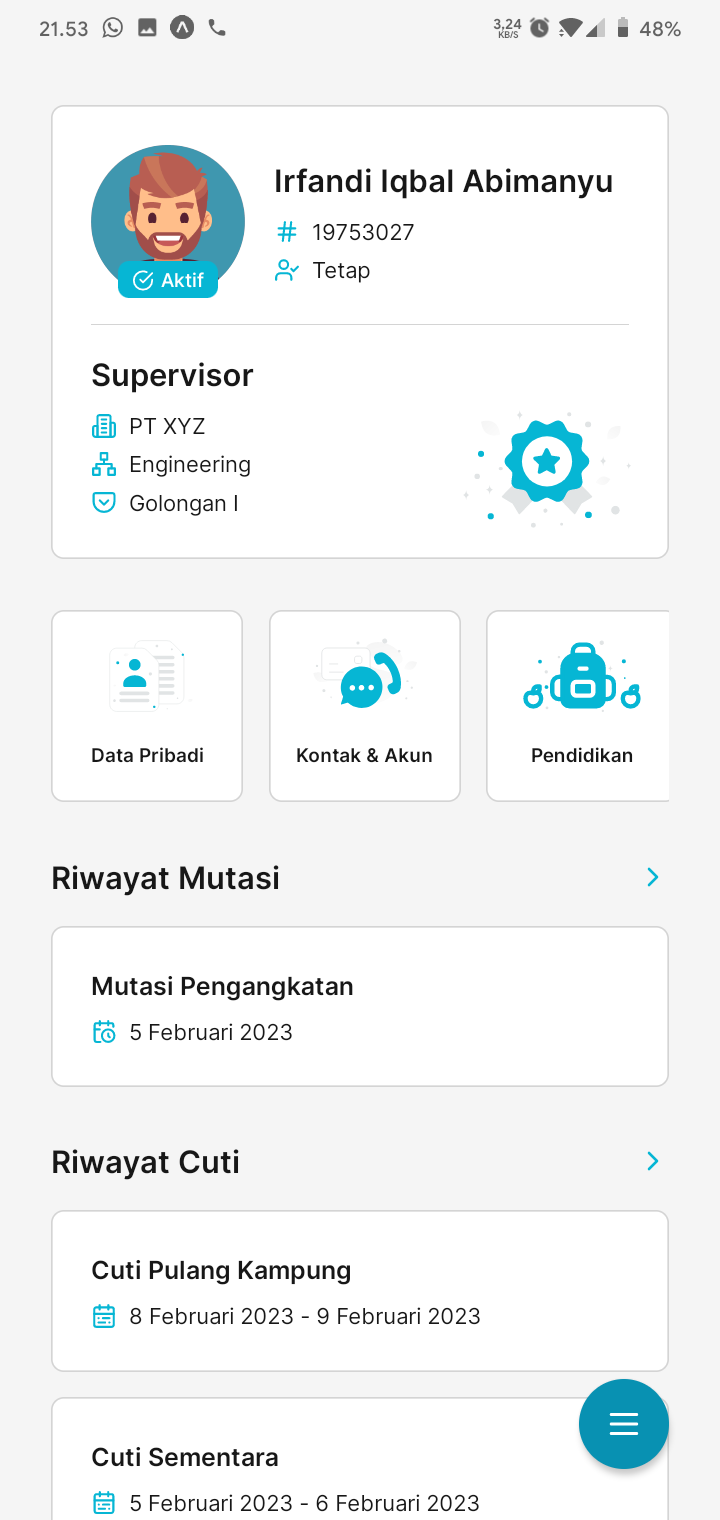 21.53
3,24
KB/S
48%
Irfandi Iqbal Abimanyu
19753027
Tetap
Aktif
Supervisor
PT XYZ
Engineering
Golongan I
Data Pribadi
Kontak & Akun
Pendidikan
Riwayat Mutasi
Mutasi Pengangkatan
5 Februari 2023
Riwayat Cuti
Cuti Pulang Kampung
8 Februari 2023 - 9 Februari 2023
Cuti Sementara
5 Februari 2023 - 6 Februari 2023